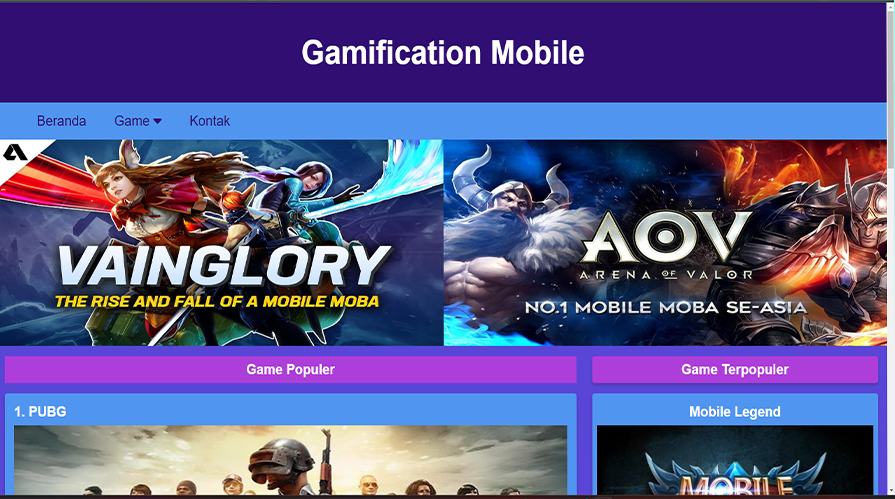 Gamification Mobile
Beranda Game Kontak
VAINGLORY
THE RISE AND FALL OF A MOBILE MOBA
AOV
ARENA OF VALOR
NO.1 MOBILE MOBA SE-ASIA
Game Populer
1. PUBG
Game Terpopuler
Mobile Legend
MOBILE